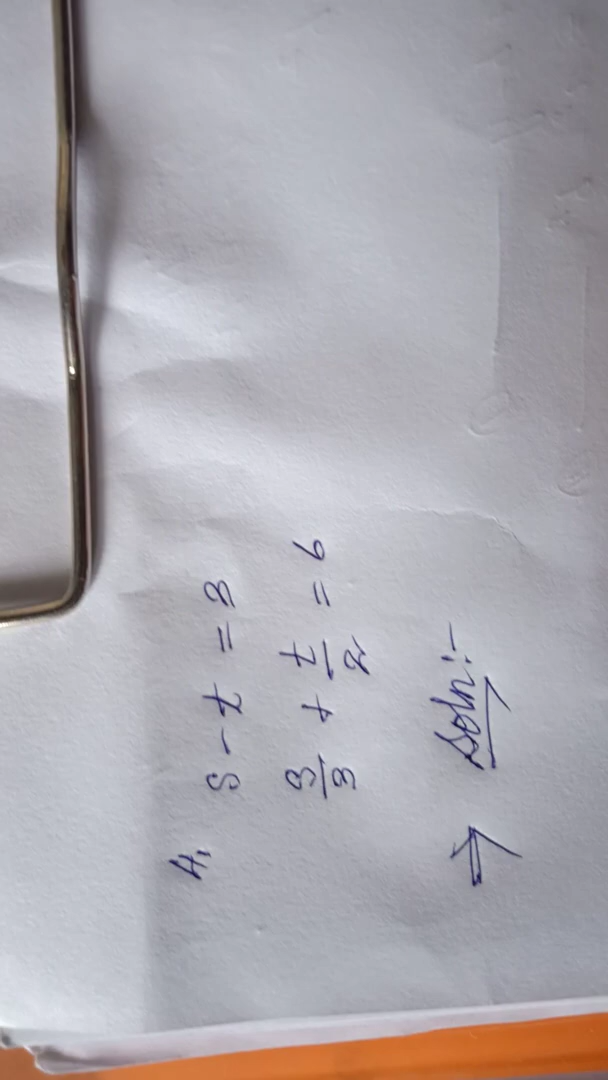 4.
s - t = 3
s/3 + t/2 = 6
⇒ Soln:-